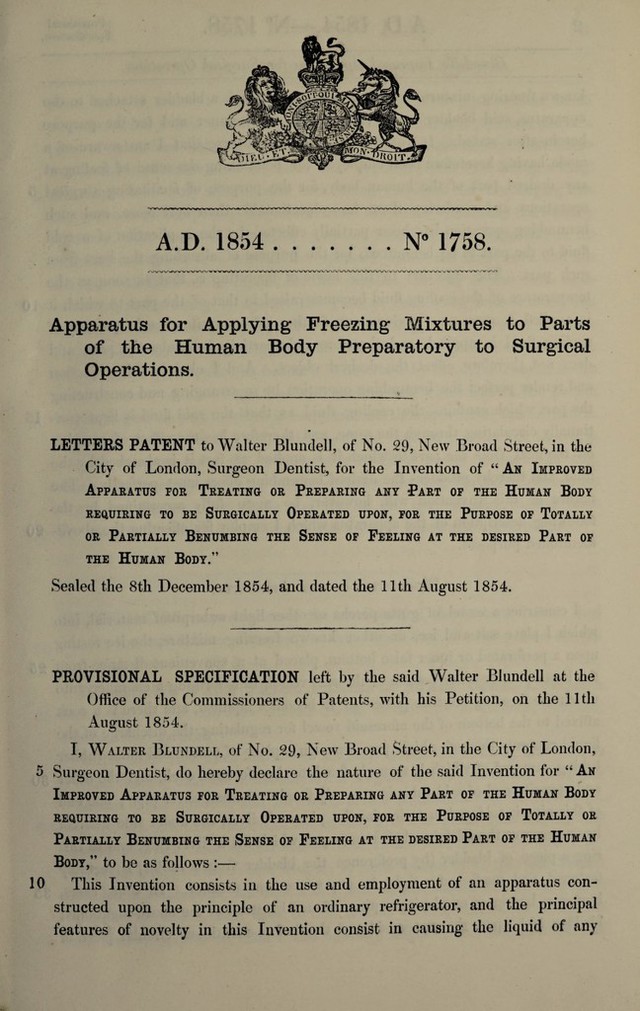 HONI SOIT QUI MAL Y PENSE
DIEU ET MON DROIT
A.D. 1854 . . . . . . . Nº 1758.
Apparatus for Applying Freezing Mixtures to Parts
of the Human Body Preparatory to Surgical
Operations.
LETTERS PATENT to Walter Blundell, of No. 29, New Broad Street, in the
City of London, Surgeon Dentist, for the Invention of “ AN IMPROVED
APPARATUS FOR TREATING OR PREPARING ANY PART OF THE HUMAN BODY
REQUIRING TO BE SURGICALLY OPERATED UPON, FOR THE PURPOSE OF TOTALLY
OR PARTIALLY BENUMBING THE SENSE OF FEELING AT THE DESIRED PART OF
THE HUMAN BODY.”
Sealed the 8th December 1854, and dated the 11th August 1854.
PROVISIONAL SPECIFICATION left by the said Walter Blundell at the
Office of the Commissioners of Patents, with his Petition, on the 11th
August 1854.
I, WALTER BLUNDELL, of No. 29, New Broad Street, in the City of London,
5 Surgeon Dentist, do hereby declare the nature of the said Invention for “ AN
IMPROVED APPARATUS FOR TREATING OR PREPARING ANY PART OF THE HUMAN BODY
REQUIRING TO BE SURGICALLY OPERATED UPON, FOR THE PURPOSE OF TOTALLY OR
PARTIALLY BENUMBING THE SENSE OF FEELING AT THE DESIRED PART OF THE HUMAN
BODY,” to be as follows :—
10 This Invention consists in the use and employment of an apparatus con-
structed upon the principle of an ordinary refrigerator, and the principal
features of novelty in this Invention consist in causing the liquid of any